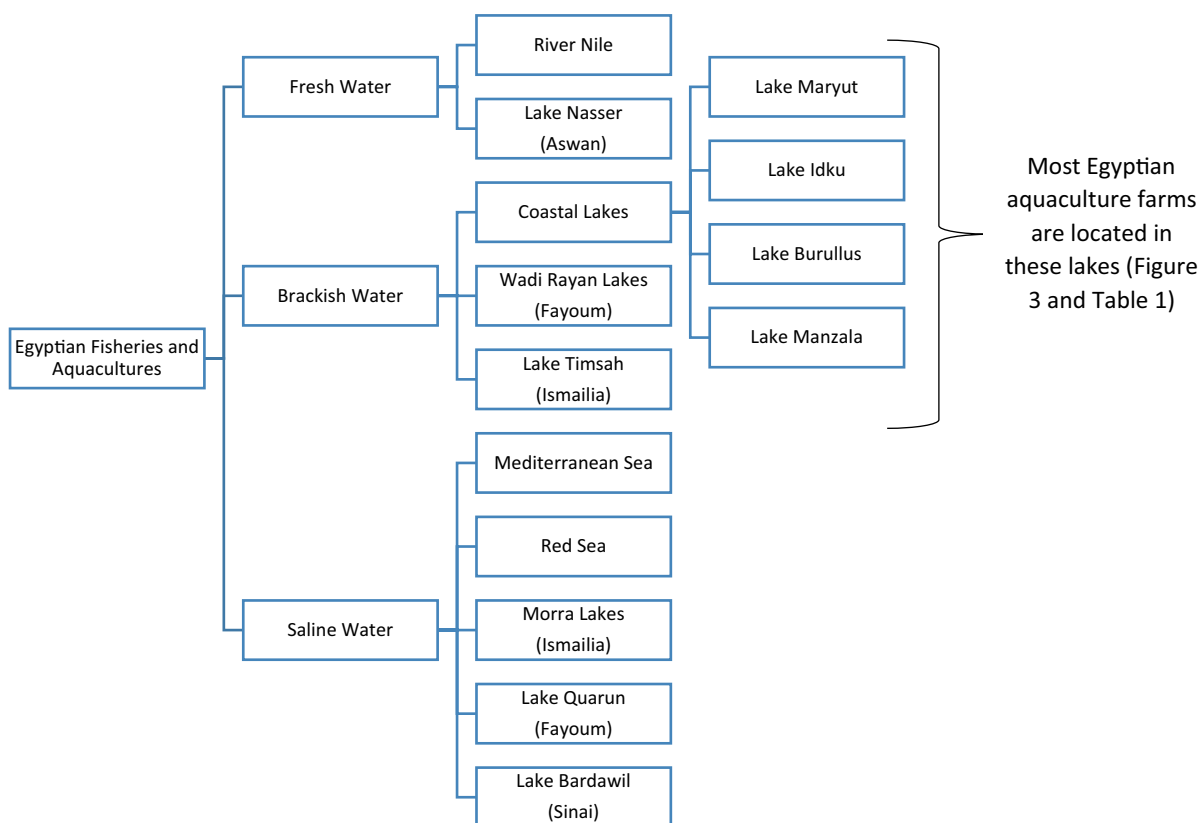 Egyptian Fisheries and
Aquacultures
Fresh Water
River Nile
Lake Nasser
(Aswan)
Brackish Water
Coastal Lakes
Lake Maryut
Lake Idku
Lake Burullus
Lake Manzala
Most Egyptian
aquaculture farms
are located in
these lakes (Figure
3 and Table 1)
Wadi Rayan Lakes
(Fayoum)
Lake Timsah
(Ismailia)
Saline Water
Mediterranean Sea
Red Sea
Morra Lakes
(Ismailia)
Lake Quarun
(Fayoum)
Lake Bardawil
(Sinai)